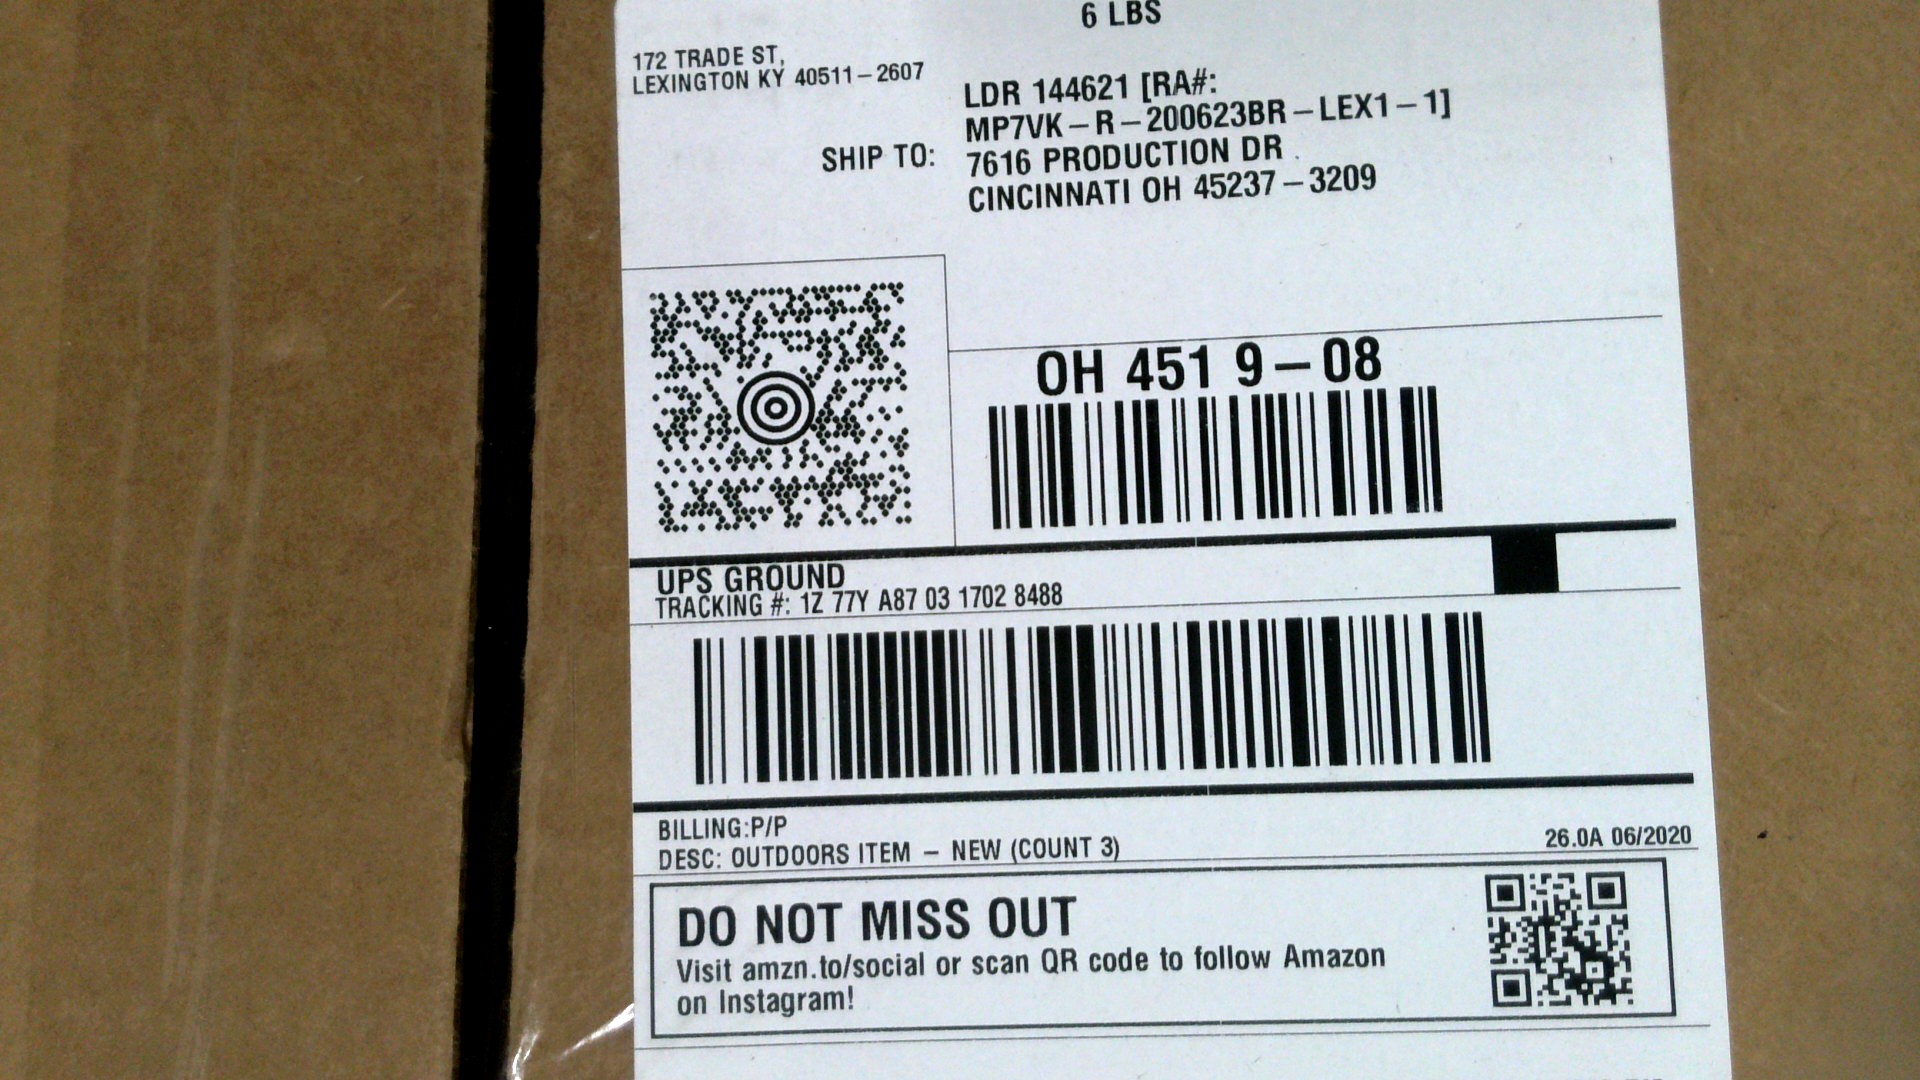 6 LBS
172 TRADE ST,
LEXINGTON KY 40511-2607
LDR 144621 [RA#:
MP7VK-R-200623BR-LEX1-1]
SHIP TO: 7616 PRODUCTION DR
CINCINNATI OH 45237-3209
OH 451 9-08
UPS GROUND
TRACKING #: 1Z 77Y A87 03 1702 8488
BILLING:P/P
DESC: OUTDOORS ITEM - NEW (COUNT 3)
26.0A 06/2020
DO NOT MISS OUT
Visit amzn.to/social or scan QR code to follow Amazon
on Instagram!